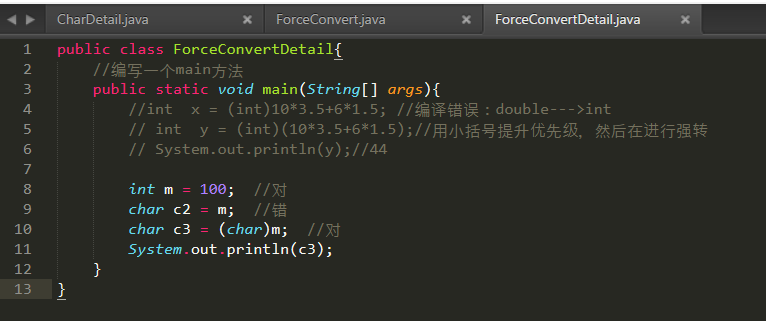 CharDetail.java × ForceConvert.java × ForceConvertDetail.java ×
1 public class ForceConvertDetail{
2 //编写一个main方法
3 public static void main(String[] args){
4 //int  x = (int)10*3.5+6*1.5; //编译错误：double--->int
5 // int  y = (int)(10*3.5+6*1.5);//用小括号提升优先级，然后在进行强转
6 // System.out.println(y);//44
7
8 int m = 100;  //对
9 char c2 = m;  //错
10 char c3 = (char)m;  //对
11 System.out.println(c3);
12 }
13 }